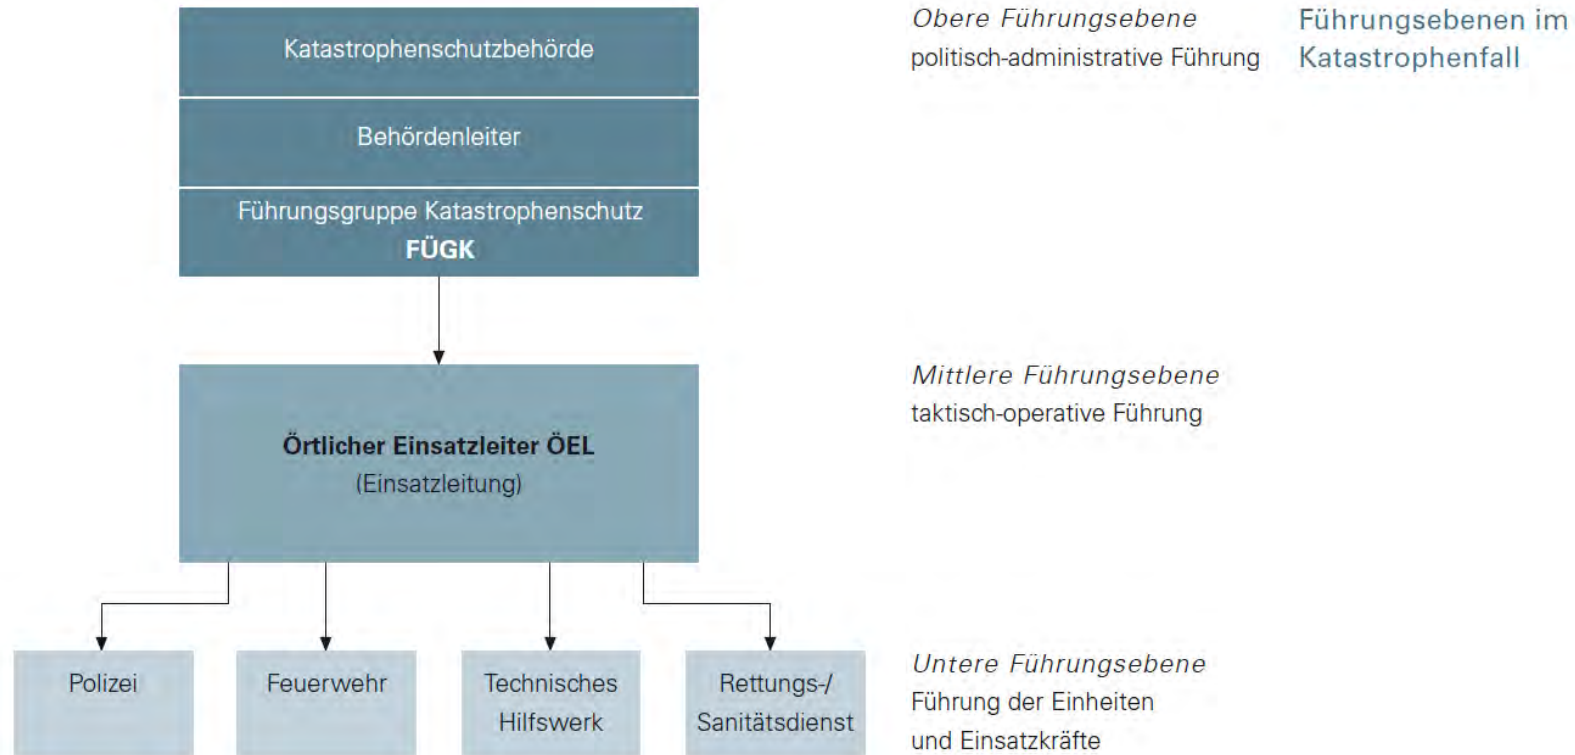 Führungsebenen im
Katastrophenfall
Katastrophenschutzbehörde
Behördenleiter
Führungsgruppe Katastrophenschutz
FÜGK
Obere Führungsebene
politisch-administrative Führung
Örtlicher Einsatzleiter ÖEL
(Einsatzleitung)
Mittlere Führungsebene
taktisch-operative Führung
Polizei
Feuerwehr
Technisches
Hilfswerk
Rettungs-/
Sanitätsdienst
Untere Führungsebene
Führung der Einheiten
und Einsatzkräfte